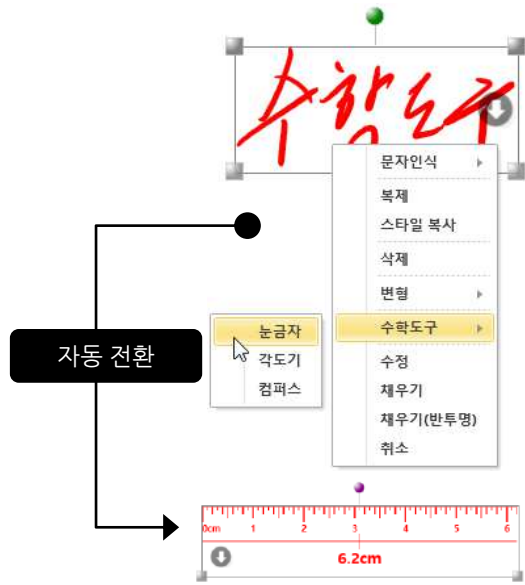 수학도구
문자인식
복제
스타일 복사
삭제
변형
수학도구
수정
채우기
채우기(반투명)
취소
눈금자
각도기
컴퍼스
자동 전환
0cm 1 2 3 4 5 6
6.2cm